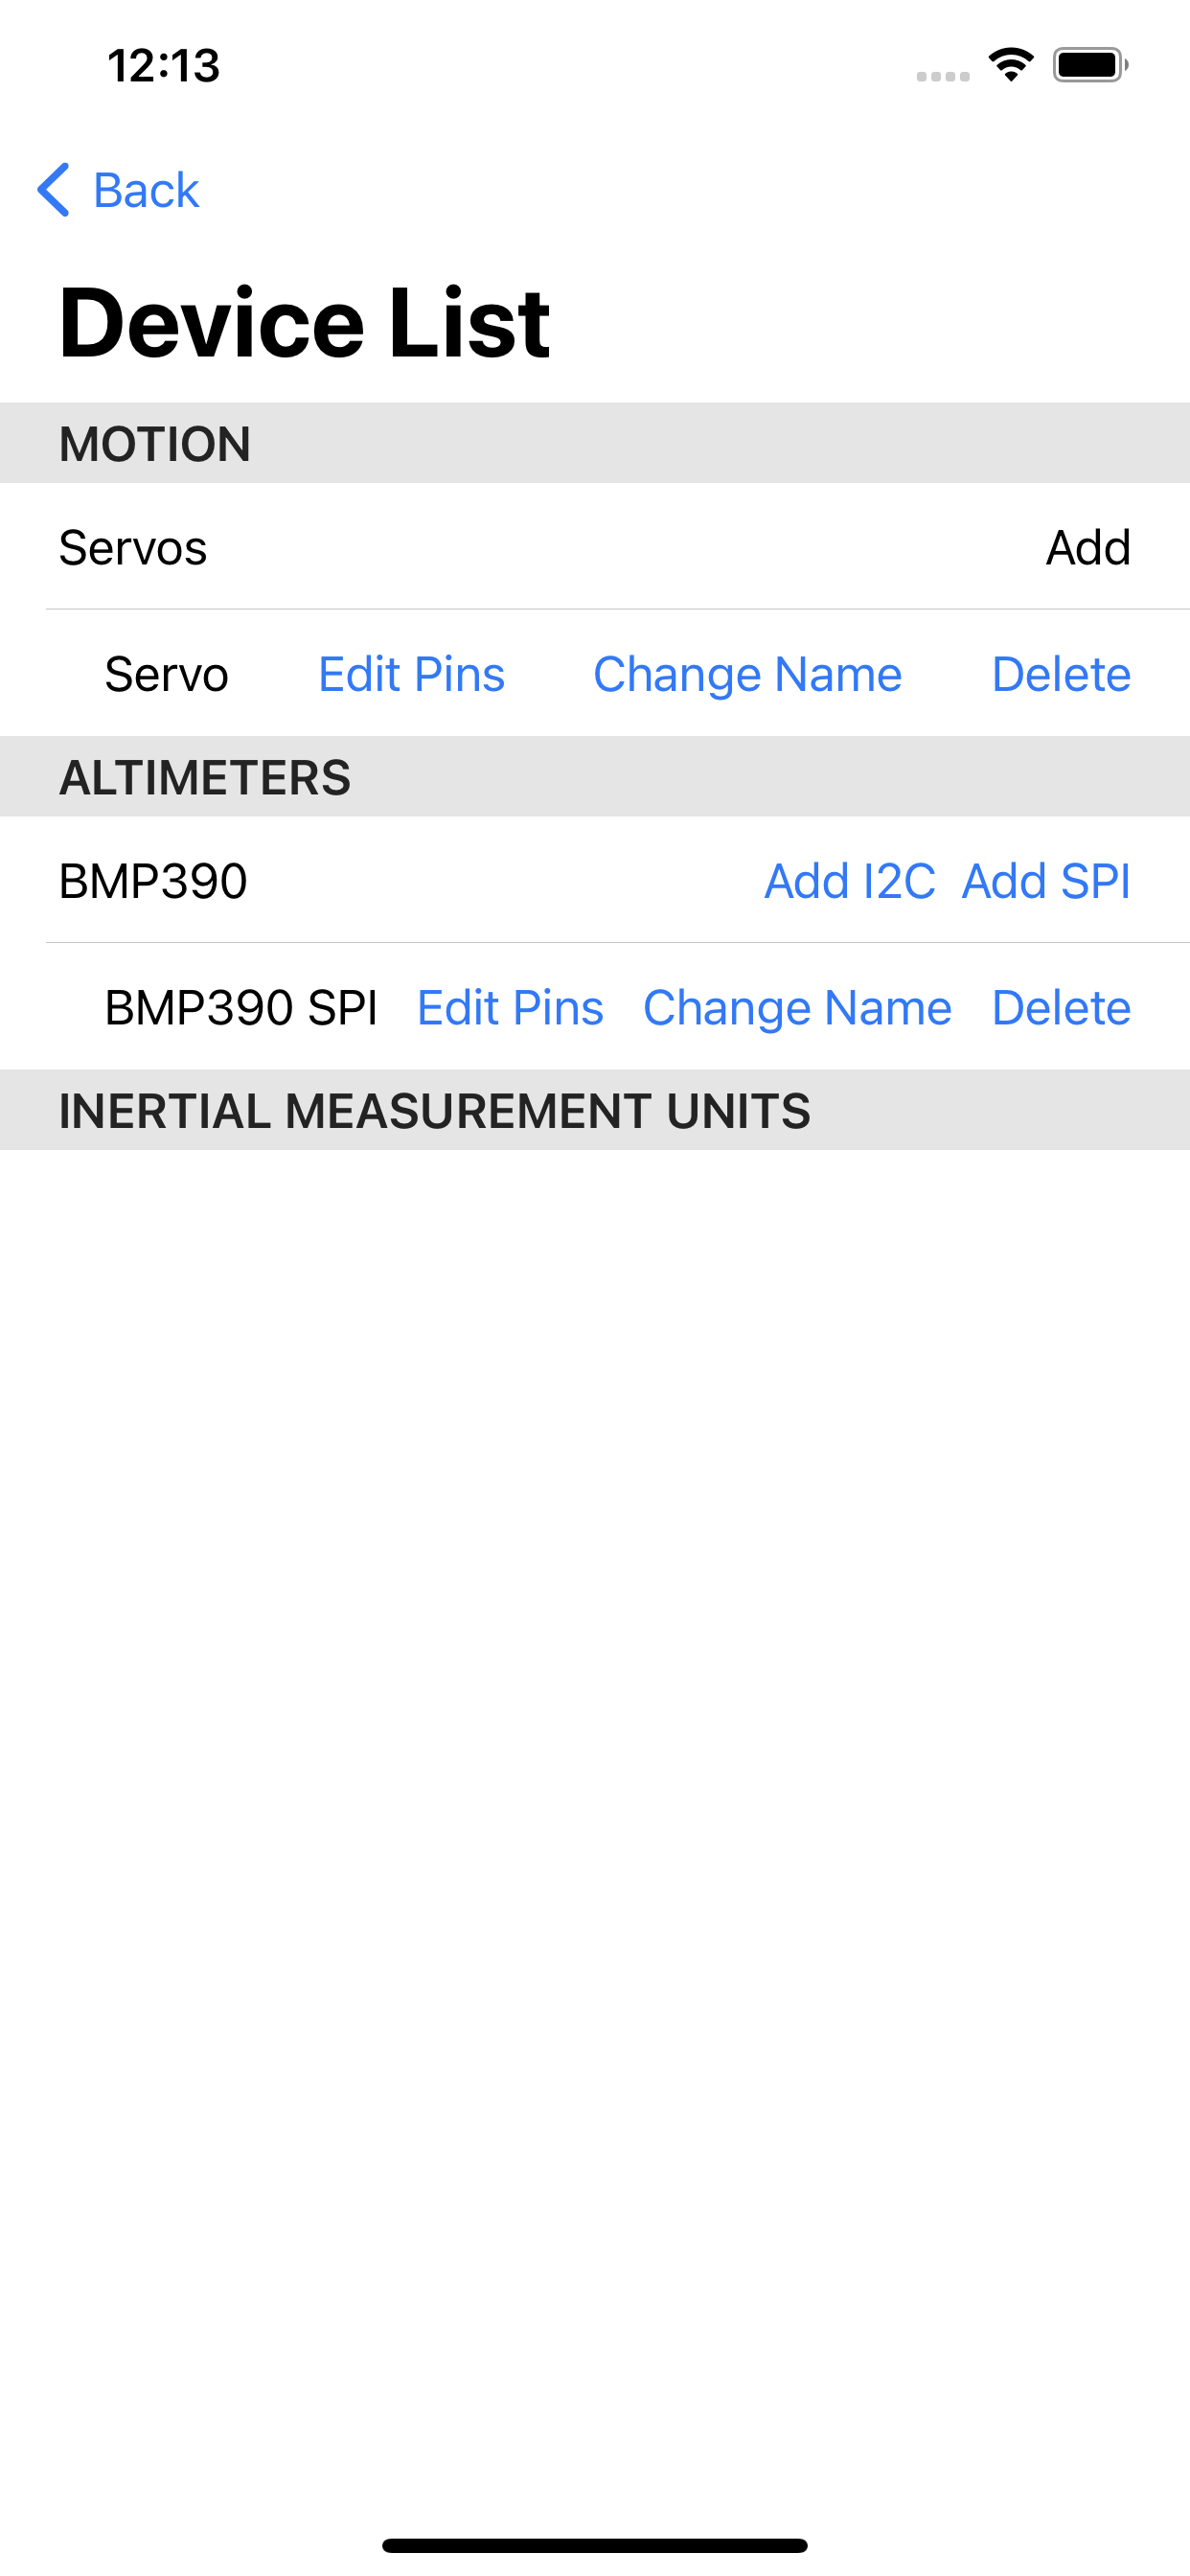 12:13
Back
Device List
MOTION
Servos Add
Servo Edit Pins Change Name Delete
ALTIMETERS
BMP390 Add I2C Add SPI
BMP390 SPI Edit Pins Change Name Delete
INERTIAL MEASUREMENT UNITS